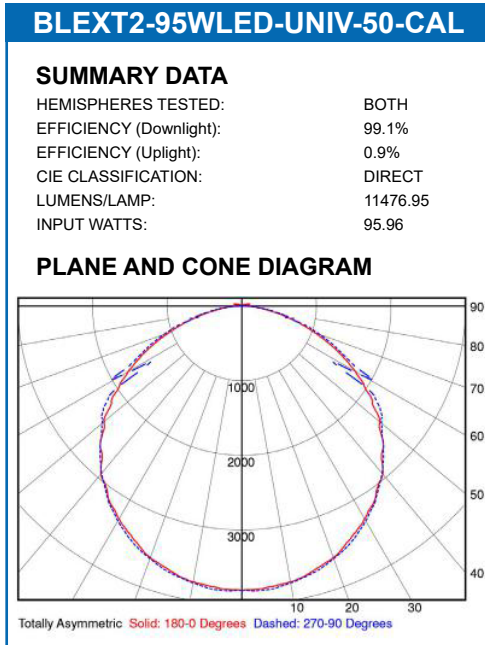 BLEXT2-95WLED-UNIV-50-CAL
SUMMARY DATA
HEMISPHERES TESTED: BOTH
EFFICIENCY (Downlight): 99.1%
EFFICIENCY (Uplight): 0.9%
CIE CLASSIFICATION: DIRECT
LUMENS/LAMP: 11476.95
INPUT WATTS: 95.96
PLANE AND CONE DIAGRAM
90
80
1000
70
60
2000
50
3000
40
10 20 30
Totally Asymmetric Solid: 180-0 Degrees Dashed: 270-90 Degrees